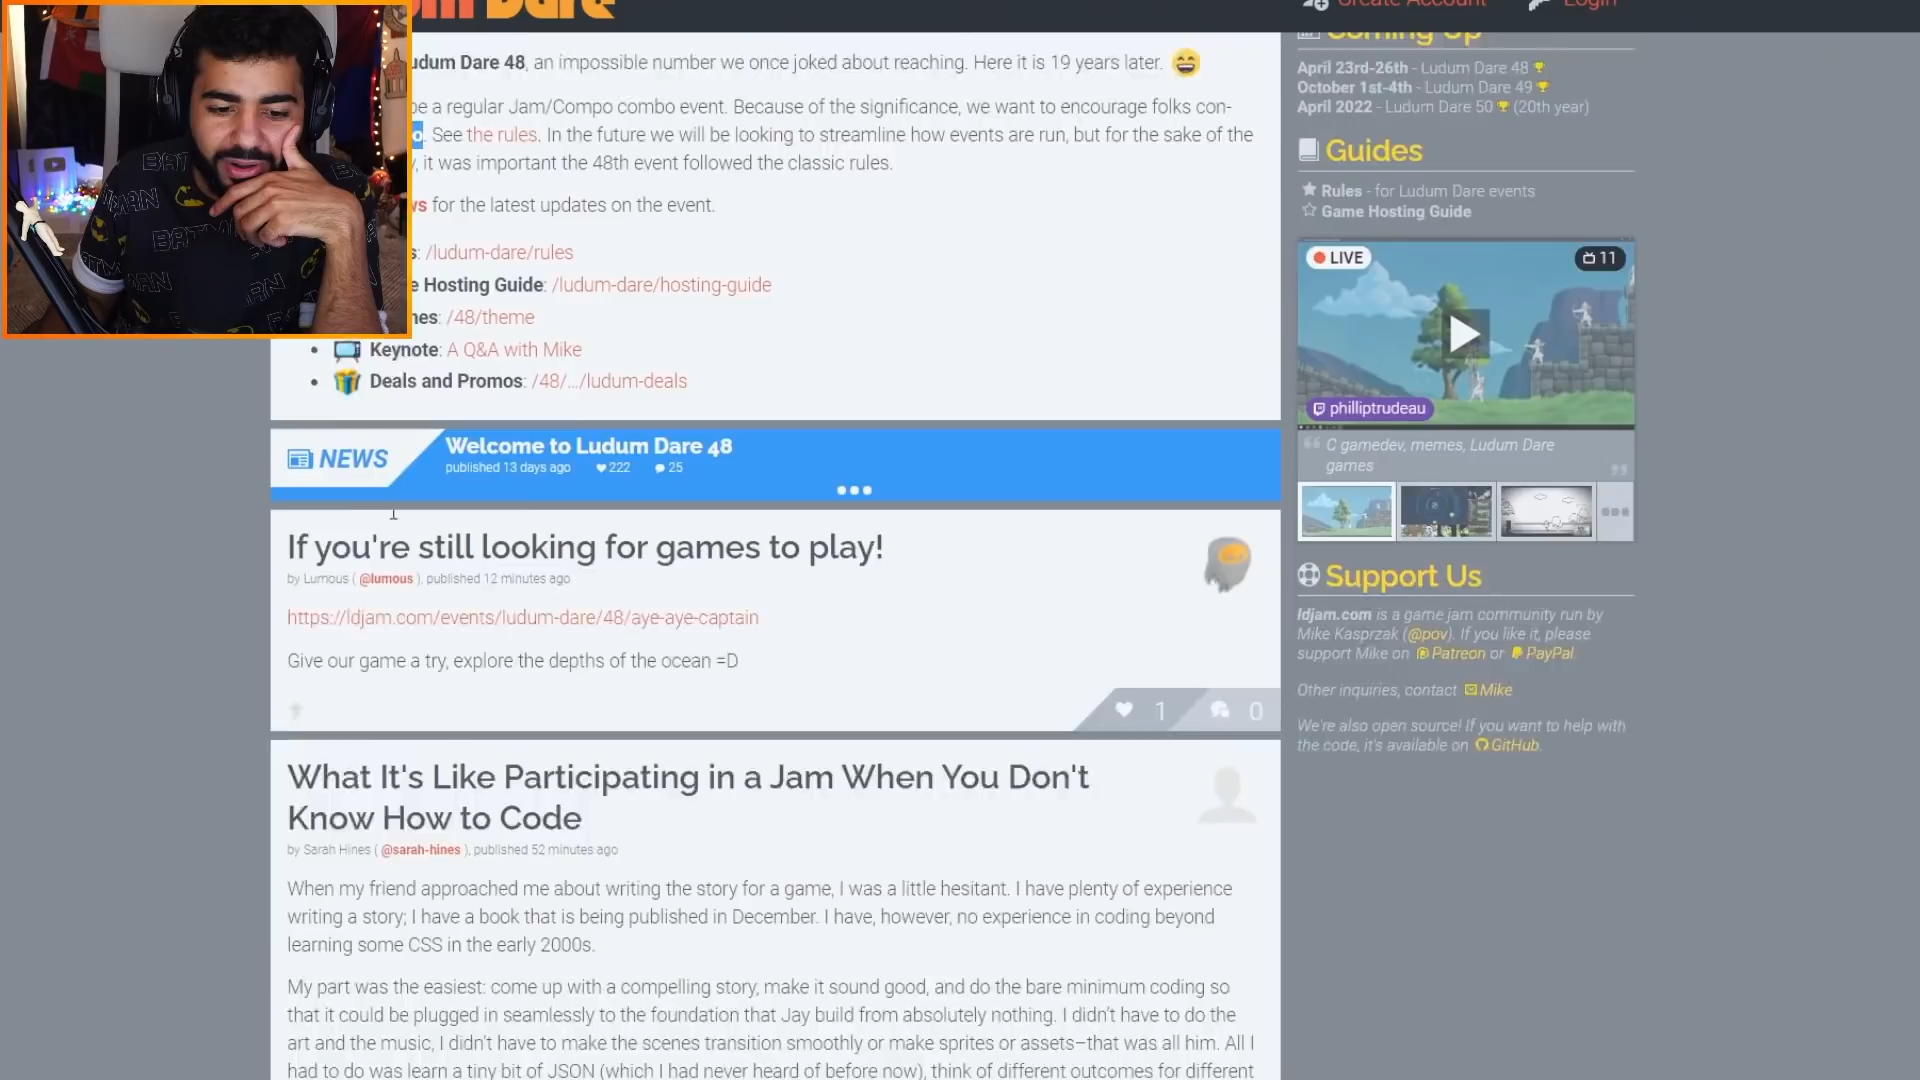 Dare
Create Account
Login
udum Dare 48, an impossible number we once joked about reaching. Here it is 19 years later.
be a regular Jam/Compo combo event. Because of the significance, we want to encourage folks con-
o. See the rules. In the future we will be looking to streamline how events are run, but for the sake of the
, it was important the 48th event followed the classic rules.
ws for the latest updates on the event.
s: /ludum-dare/rules
e Hosting Guide: /ludum-dare/hosting-guide
mes: /48/theme
Keynote: A Q&A with Mike
Deals and Promos: /48/.../ludum-deals
NEWS
Welcome to Ludum Dare 48
published 13 days ago 222 25
If you're still looking for games to play!
by Lumous ( @lumous ), published 12 minutes ago
https://ldjam.com/events/ludum-dare/48/aye-aye-captain
Give our game a try, explore the depths of the ocean =D
1 0
What It's Like Participating in a Jam When You Don't
Know How to Code
by Sarah Hines ( @sarah-hines ), published 52 minutes ago
When my friend approached me about writing the story for a game, I was a little hesitant. I have plenty of experience
writing a story; I have a book that is being published in December. I have, however, no experience in coding beyond
learning some CSS in the early 2000s.
My part was the easiest: come up with a compelling story, make it sound good, and do the bare minimum coding so
that it could be plugged in seamlessly to the foundation that Jay build from absolutely nothing. I didn't have to do the
art and the music, I didn't have to make the scenes transition smoothly or make sprites or assets–that was all him. All I
had to do was learn a tiny bit of JSON (which I had never heard of before now), think of different outcomes for different
Coming Up
April 23rd-26th - Ludum Dare 48
October 1st-4th - Ludum Dare 49
April 2022 - Ludum Dare 50 (20th year)
Guides
Rules - for Ludum Dare events
Game Hosting Guide
LIVE
11
philliptrudeau
C gamedev, memes, Ludum Dare
games
Support Us
ldjam.com is a game jam community run by
Mike Kasprzak (@pov). If you like it, please
support Mike on Patreon or PayPal.
Other inquiries, contact Mike
We're also open source! If you want to help with
the code, it's available on GitHub.
BATMAN